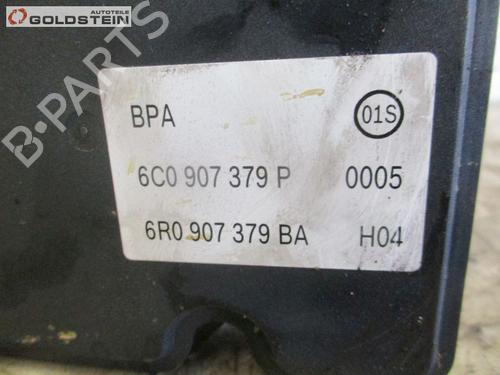 AUTOTEILE
GOLDSTEIN
B-PARTS
BPA 01S
6C0 907 379 P 0005
6R0 907 379 BA H04